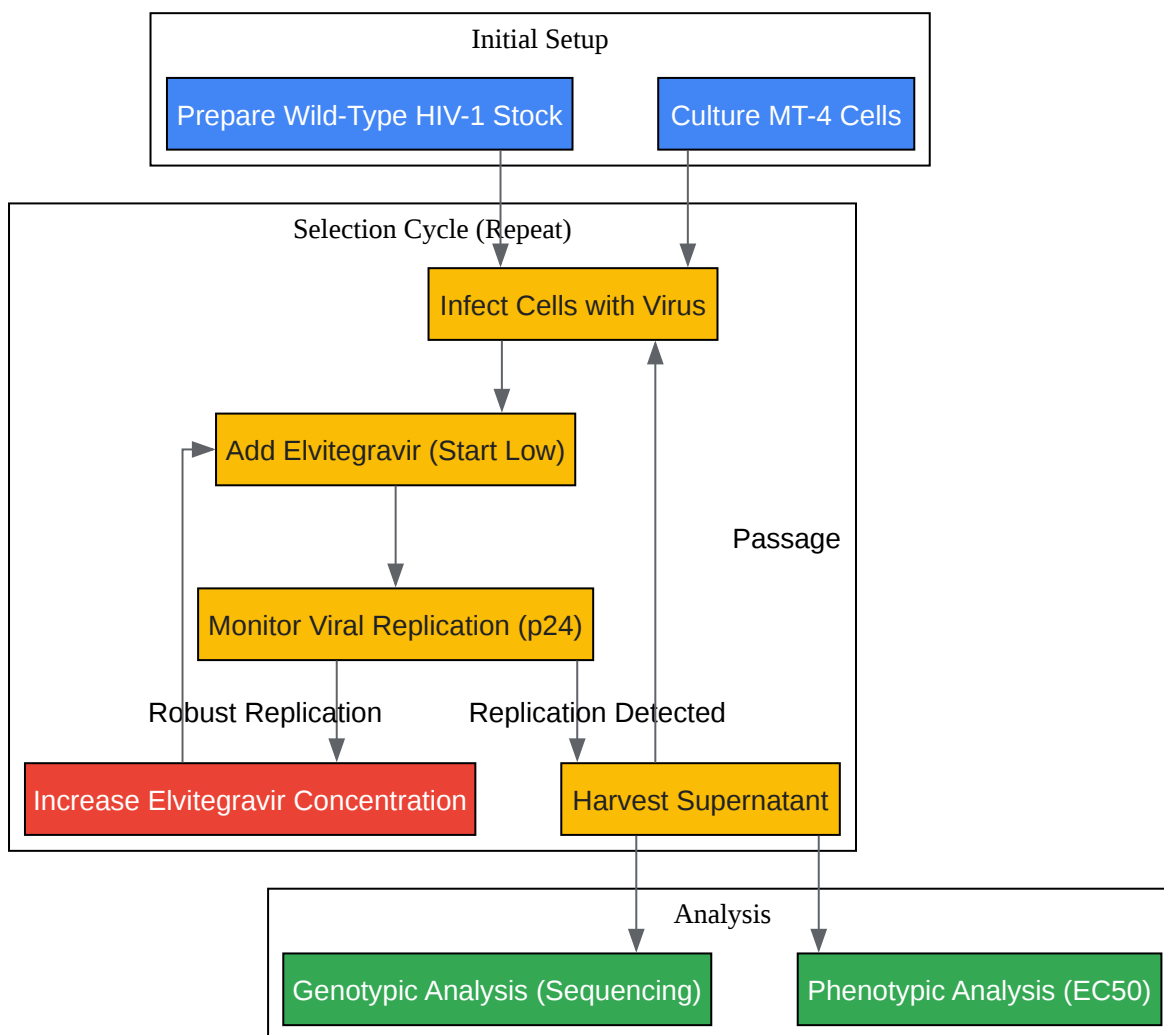 Initial Setup
Prepare Wild-Type HIV-1 Stock
Culture MT-4 Cells
Selection Cycle (Repeat)
Infect Cells with Virus
Add Elvitegravir (Start Low)
Passage
Monitor Viral Replication (p24)
Robust Replication
Replication Detected
Increase Elvitegravir Concentration
Harvest Supernatant
Analysis
Genotypic Analysis (Sequencing)
Phenotypic Analysis (EC50)